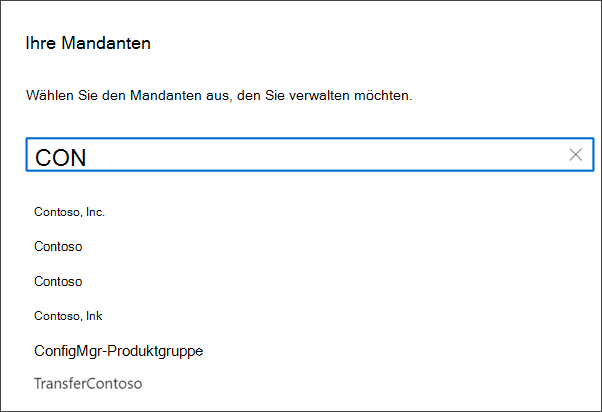 Ihre Mandanten
Wählen Sie den Mandanten aus, den Sie verwalten möchten.
CON
Contoso, Inc.
Contoso
Contoso
Contoso, Ink
ConfigMgr-Produktgruppe
TransferContoso